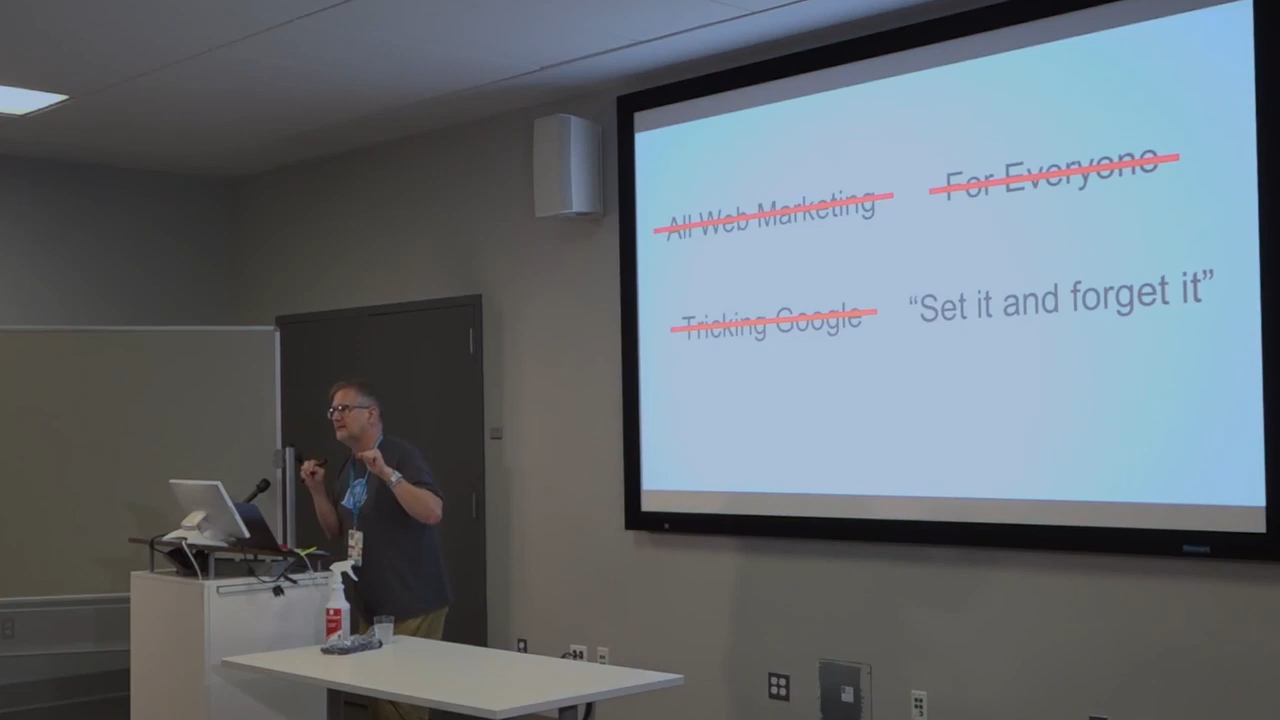 All Web Marketing
For Everyone
Tricking Google
“Set it and forget it”